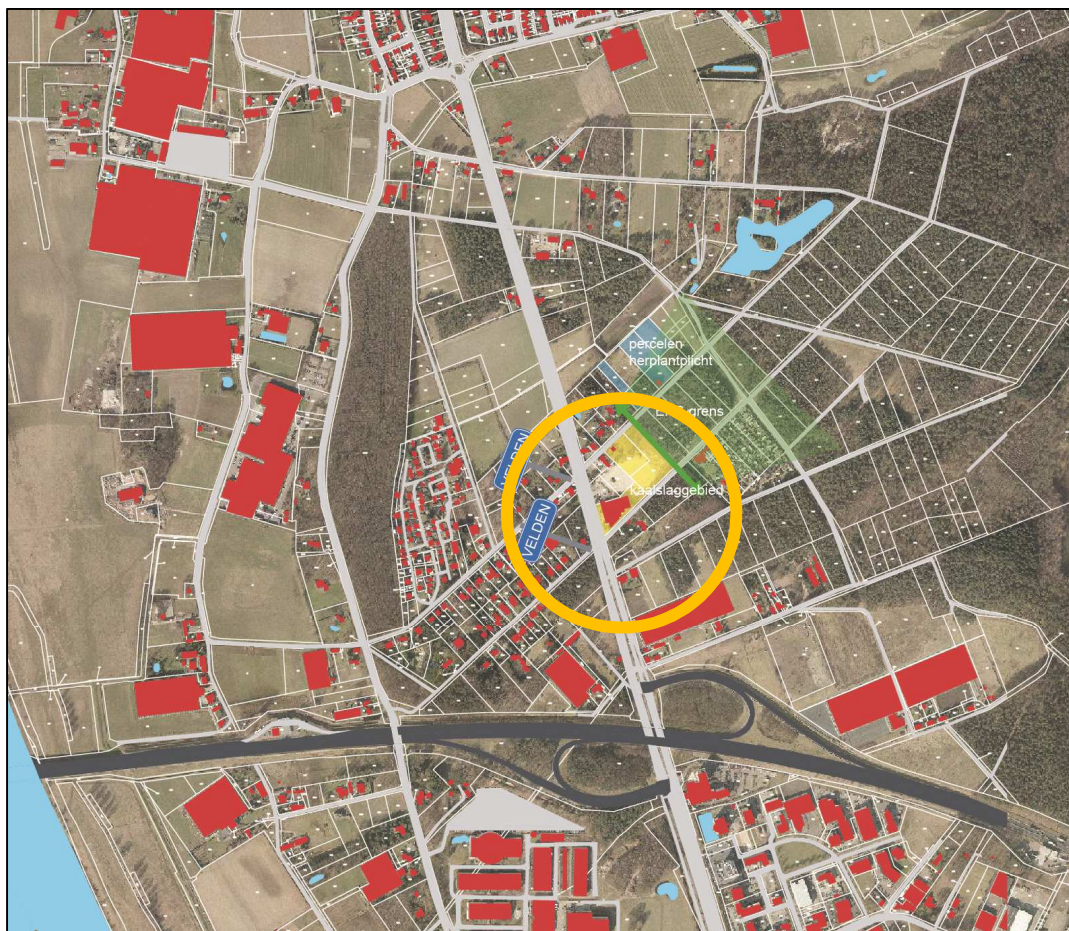 percelen
herplantplicht
grens
kaalslaggebied
VELDEN
VELDEN